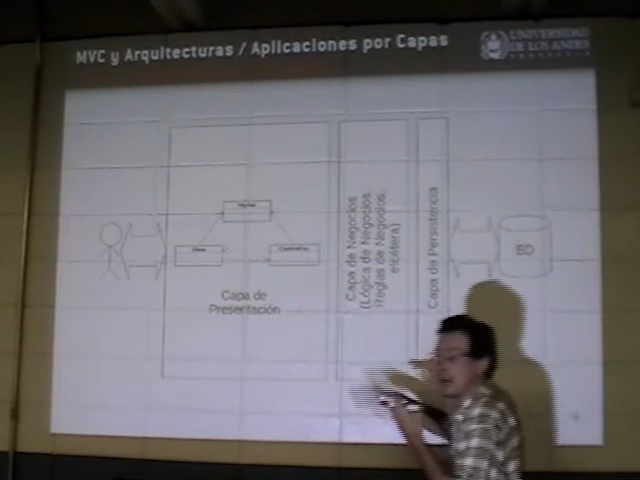 MVC y Arquitecturas / Aplicaciones por Capas
UNIVERSIDAD
DE LOS ANDES
Capa de
Presentación
Capa de Negocios
(Lógica de Negocios,
Reglas de Negocios,
etcétera)
Capa de Persistencia
BD